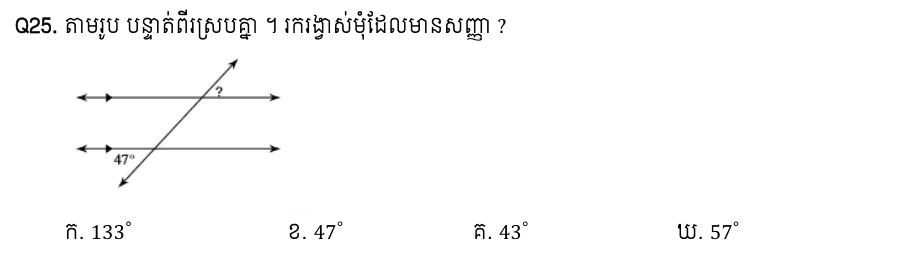 Q25. តាមរូប បន្ទាត់ពីរស្របគ្នា ។ រករង្វាស់មុំដែលមានសញ្ញា ?
?
47°
ក. 133° ខ. 47° គ. 43° ឃ. 57°